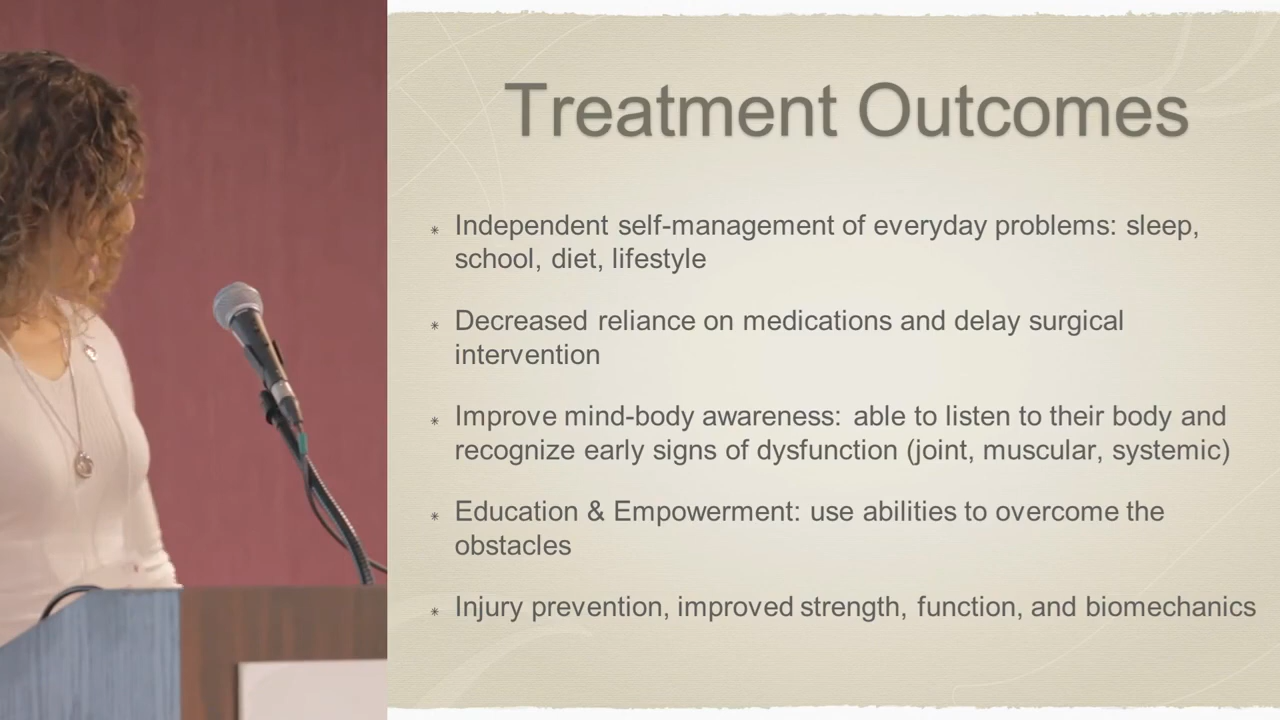 Treatment Outcomes
* Independent self-management of everyday problems: sleep,
school, diet, lifestyle
* Decreased reliance on medications and delay surgical
intervention
* Improve mind-body awareness: able to listen to their body and
recognize early signs of dysfunction (joint, muscular, systemic)
* Education & Empowerment: use abilities to overcome the
obstacles
* Injury prevention, improved strength, function, and biomechanics